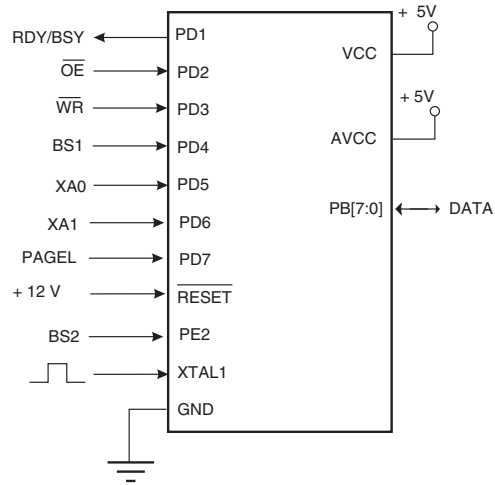 RDY/BSY PD1
OE PD2
WR PD3
BS1 PD4
XA0 PD5
XA1 PD6
PAGEL PD7
+ 12 V RESET
BS2 PE2
XTAL1
GND
+ 5V
VCC
+ 5V
AVCC
PB[7:0] DATA